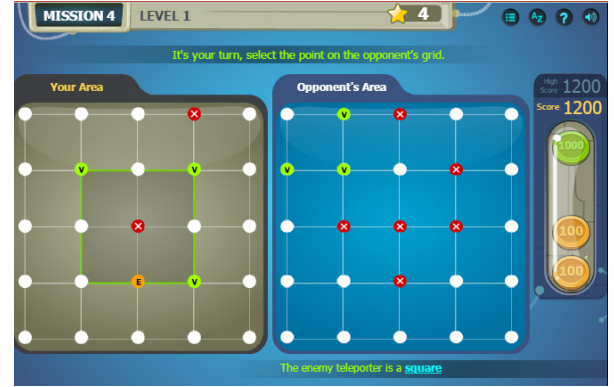 MISSION 4 LEVEL 1 4 A Z ?
It's your turn, select the point on the opponent's grid.
Your Area
Opponent's Area
High Score 1200
Score 1200
X
V
X
1000
V
V
V
V
X
X
X
X
X
100
E
V
X
100
The enemy teleporter is a square